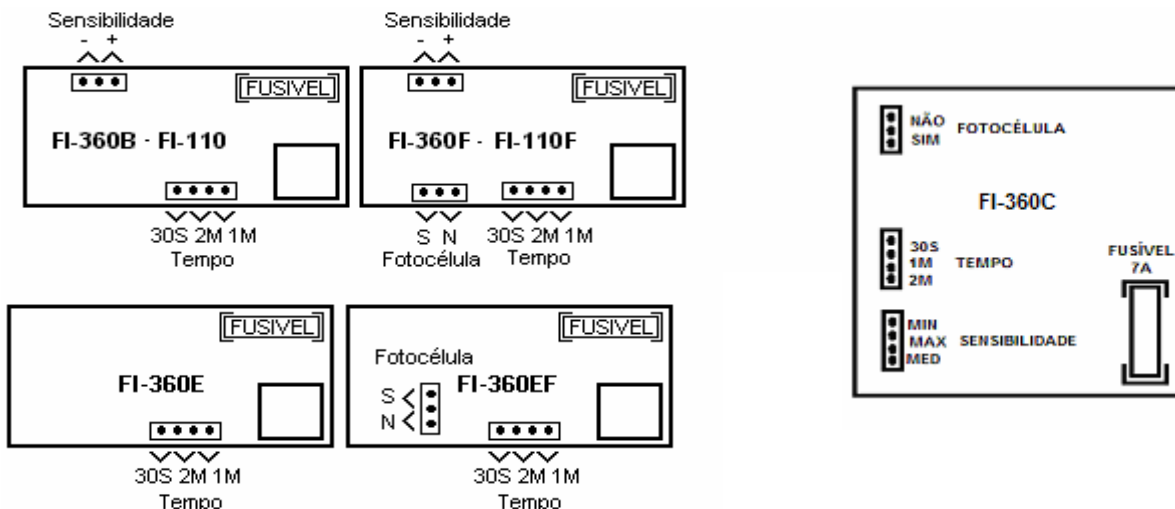 Sensibilidade
- +
FUSIVEL
FI-360B - FI-110
30S 2M 1M
Tempo
Sensibilidade
- +
FUSIVEL
FI-360F - FI-110F
S N
Fotocélula
30S 2M 1M
Tempo
FUSIVEL
FI-360E
30S 2M 1M
Tempo
FUSIVEL
Fotocélula
S
N
FI-360EF
30S 2M 1M
Tempo
NÃO
SIM
FOTOCÉLULA
FI-360C
30S
1M
2M
TEMPO
FUSÍVEL
7A
MIN
MAX
MED
SENSIBILIDADE